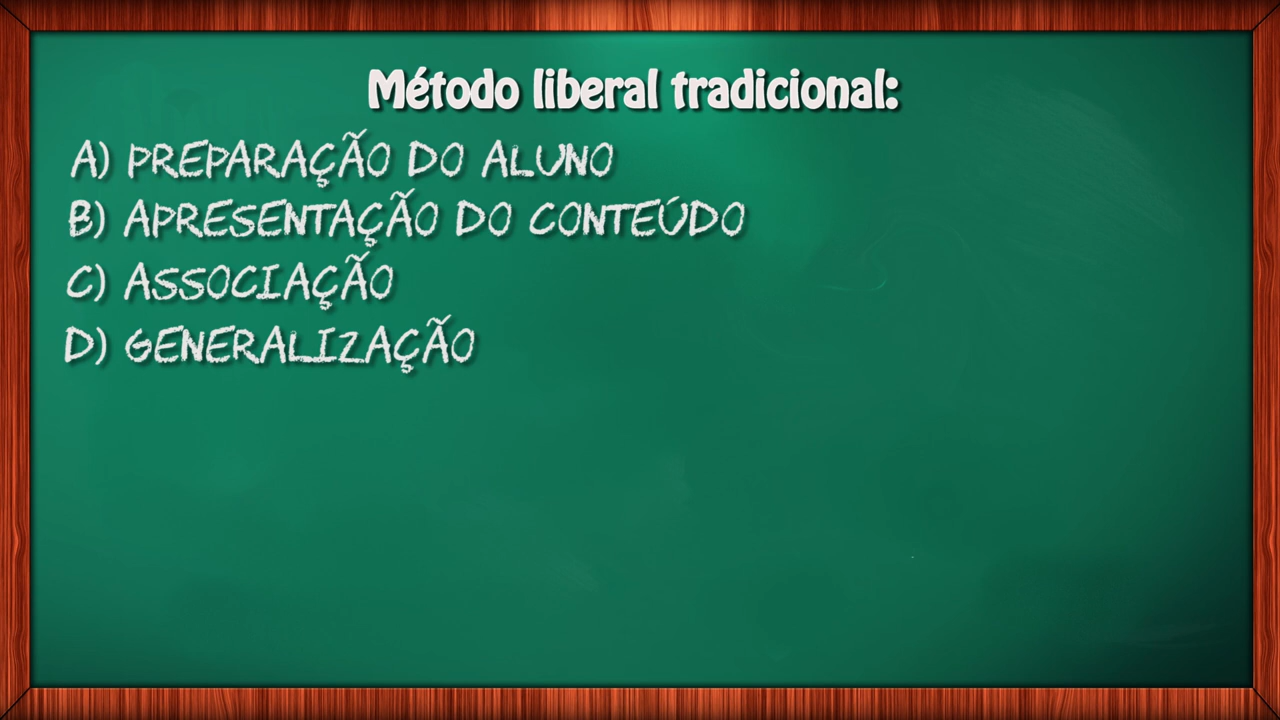 Método liberal tradicional:
A) PREPARAÇÃO DO ALUNO
B) APRESENTAÇÃO DO CONTEÚDO
C) ASSOCIAÇÃO
D) GENERALIZAÇÃO